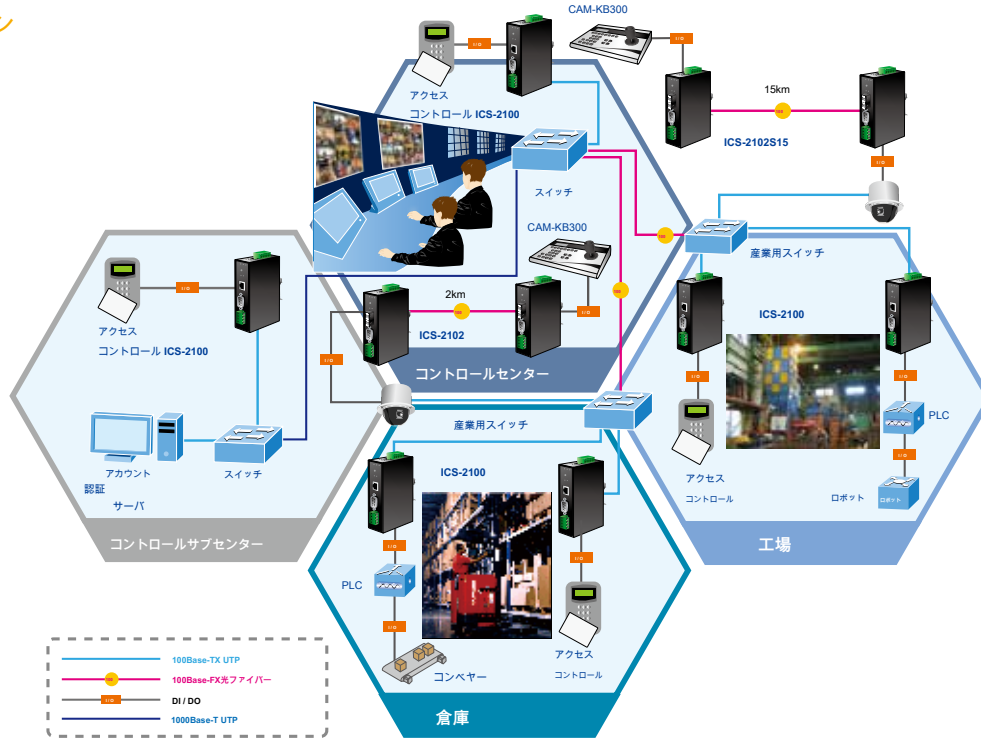 ン
CAM-KB300
I / O
I / O
15km
アクセス
コントロール ICS-2100
ICS-2102S15
I / O
スイッチ
CAM-KB300
産業用スイッチ
I / O
アクセス
コントロール ICS-2100
2km
I / O
ICS-2102
I / O
コントロールセンター
ICS-2100
I / O
I / O
PLC
アクセス
コントロール
I / O
ロボット
ロボット
工場
産業用スイッチ
アカウント
認証
サーバ
スイッチ
コントロールサブセンター
ICS-2100
I / O
I / O
PLC
I / O
コンベヤー
アクセス
コントロール
倉庫
100Base-TX UTP
100Base-FX光ファイバー
I / O
DI / DO
1000Base-T UTP